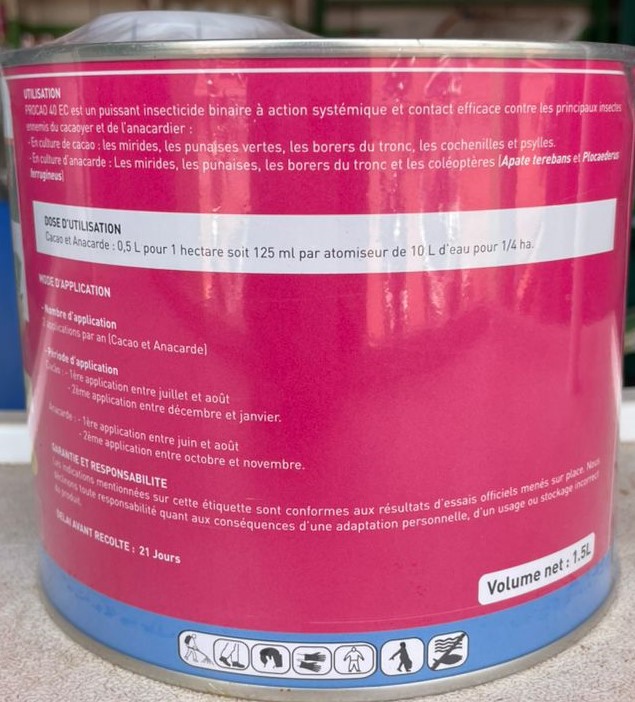 UTILISATION
PROCAO 40 EC est un puissant insecticide binaire à action systémique et contact efficace contre les principaux insectes
ennemis du cacaoyer et de l'anacardier :
- En culture de cacao : les mirides, les punaises vertes, les borers du tronc, les cochenilles et psylles.
- En culture d'anacarde : Les mirides, les punaises, les borers du tronc et les coléoptères (Apate terebans et Plocaederus
ferrugineus)
DOSE D'UTILISATION
Cacao et Anacarde : 0,5 L pour 1 hectare soit 125 ml par atomiseur de 10 L d'eau pour 1/4 ha.
MODE D'APPLICATION
- Nombre d'application
2 applications par an (Cacao et Anacarde)
- Période d'application
Cacao : - 1ère application entre juillet et août
- 2ème application entre décembre et janvier.
Anacarde : - 1ère application entre juin et août
- 2ème application entre octobre et novembre.
GARANTIE ET RESPONSABILITE
Les indications mentionnées sur cette étiquette sont conformes aux résultats d'essais officiels menés sur place. Nous
déclinons toute responsabilité quant aux conséquences d'une adaptation personnelle, d'un usage ou stockage incorrect
du produit.
DELAI AVANT RECOLTE : 21 Jours
Volume net : 1.5L